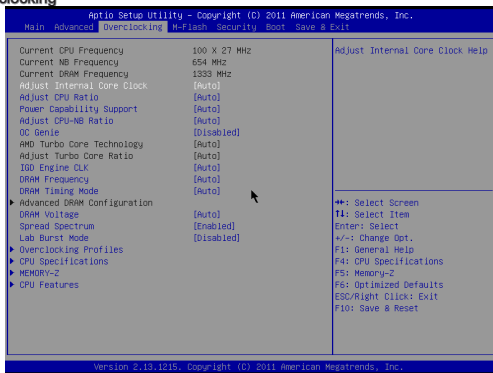 clocking
Aptio Setup Utility – Copyright (C) 2011 American Megatrends, Inc.
Main Advanced Overclocking M-Flash Security Boot Save & Exit
Current CPU Frequency 100 X 27 MHz
Current NB Frequency 654 MHz
Current DRAM Frequency 1333 MHz
Adjust Internal Core Clock [Auto]
Adjust CPU Ratio [Auto]
Power Capability Support [Auto]
Adjust CPU-NB Ratio [Auto]
OC Genie [Disabled]
AMD Turbo Core Technology [Auto]
Adjust Turbo Core Ratio [Auto]
IGD Engine CLK [Auto]
DRAM Frequency [Auto]
DRAM Timing Mode [Auto]
Advanced DRAM Configuration
DRAM Voltage [Auto]
Spread Spectrum [Enabled]
Lab Burst Mode [Disabled]
Overclocking Profiles
CPU Specifications
MEMORY-Z
CPU Features
Adjust Internal Core Clock Help
→←: Select Screen
↑↓: Select Item
Enter: Select
+/-: Change Opt.
F1: General Help
F4: CPU Specifications
F5: Memory-Z
F6: Optimized Defaults
ESC/Right Click: Exit
F10: Save & Reset
Version 2.13.1215. Copyright (C) 2011 American Megatrends, Inc.